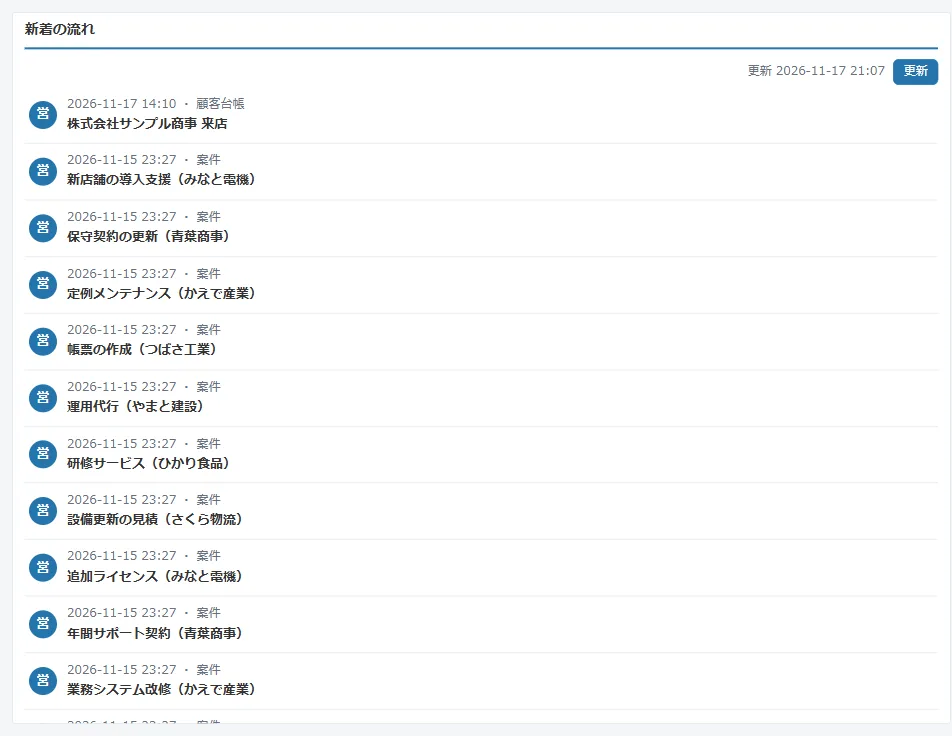 新着の流れ
更新 2026-11-17 21:07 更新
営
2026-11-17 14:10 ・ 顧客台帳
株式会社サンプル商事 来店
営
2026-11-15 23:27 ・ 案件
新店舗の導入支援（みなと電機）
営
2026-11-15 23:27 ・ 案件
保守契約の更新（青葉商事）
営
2026-11-15 23:27 ・ 案件
定例メンテナンス（かえで産業）
営
2026-11-15 23:27 ・ 案件
帳票の作成（つばさ工業）
営
2026-11-15 23:27 ・ 案件
運用代行（やまと建設）
営
2026-11-15 23:27 ・ 案件
研修サービス（ひかり食品）
営
2026-11-15 23:27 ・ 案件
設備更新の見積（さくら物流）
営
2026-11-15 23:27 ・ 案件
追加ライセンス（みなと電機）
営
2026-11-15 23:27 ・ 案件
年間サポート契約（青葉商事）
営
2026-11-15 23:27 ・ 案件
業務システム改修（かえで産業）